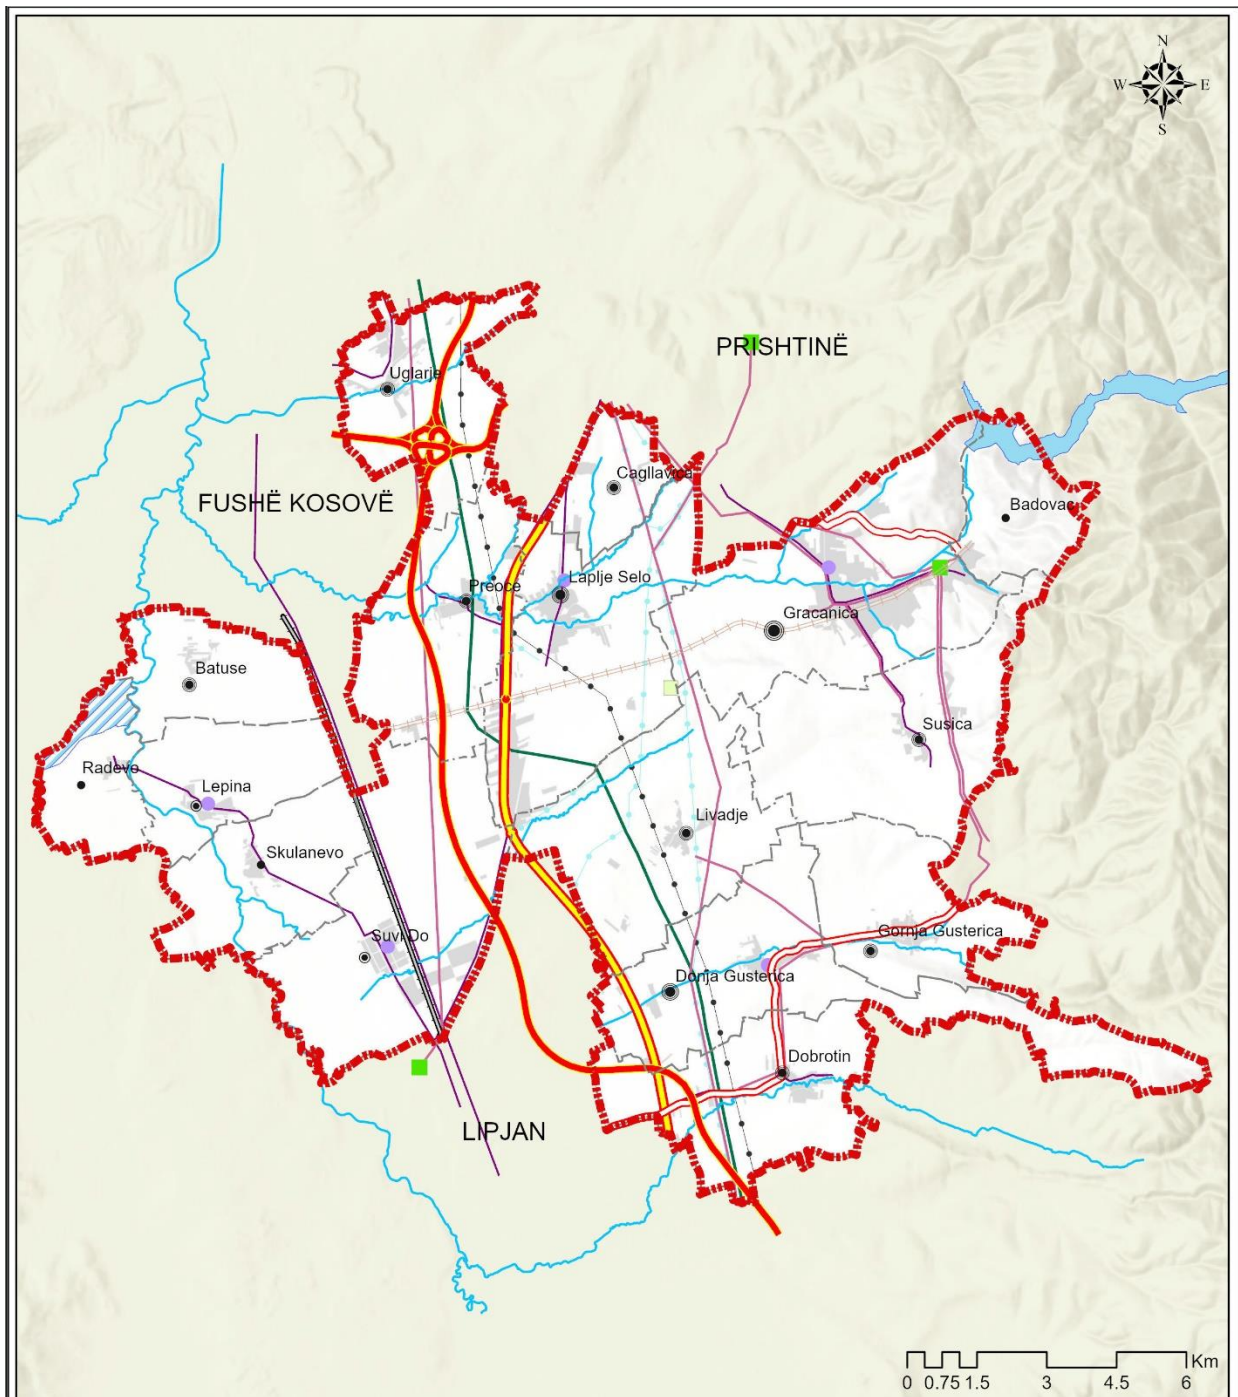 N
W E
S
PRISHTINË
Uglarje
Cagllavica
FUSHË KOSOVË
Badovac
Laplje Selo
Preoce
Gracanica
Batuse
Susica
Radevo
Lepina
Livadje
Skulanevo
Suvi Do
Gornja Gusterica
Donja Gusterica
Dobrotin
LIPJAN
Km
0 0.75 1.5 3 4.5 6